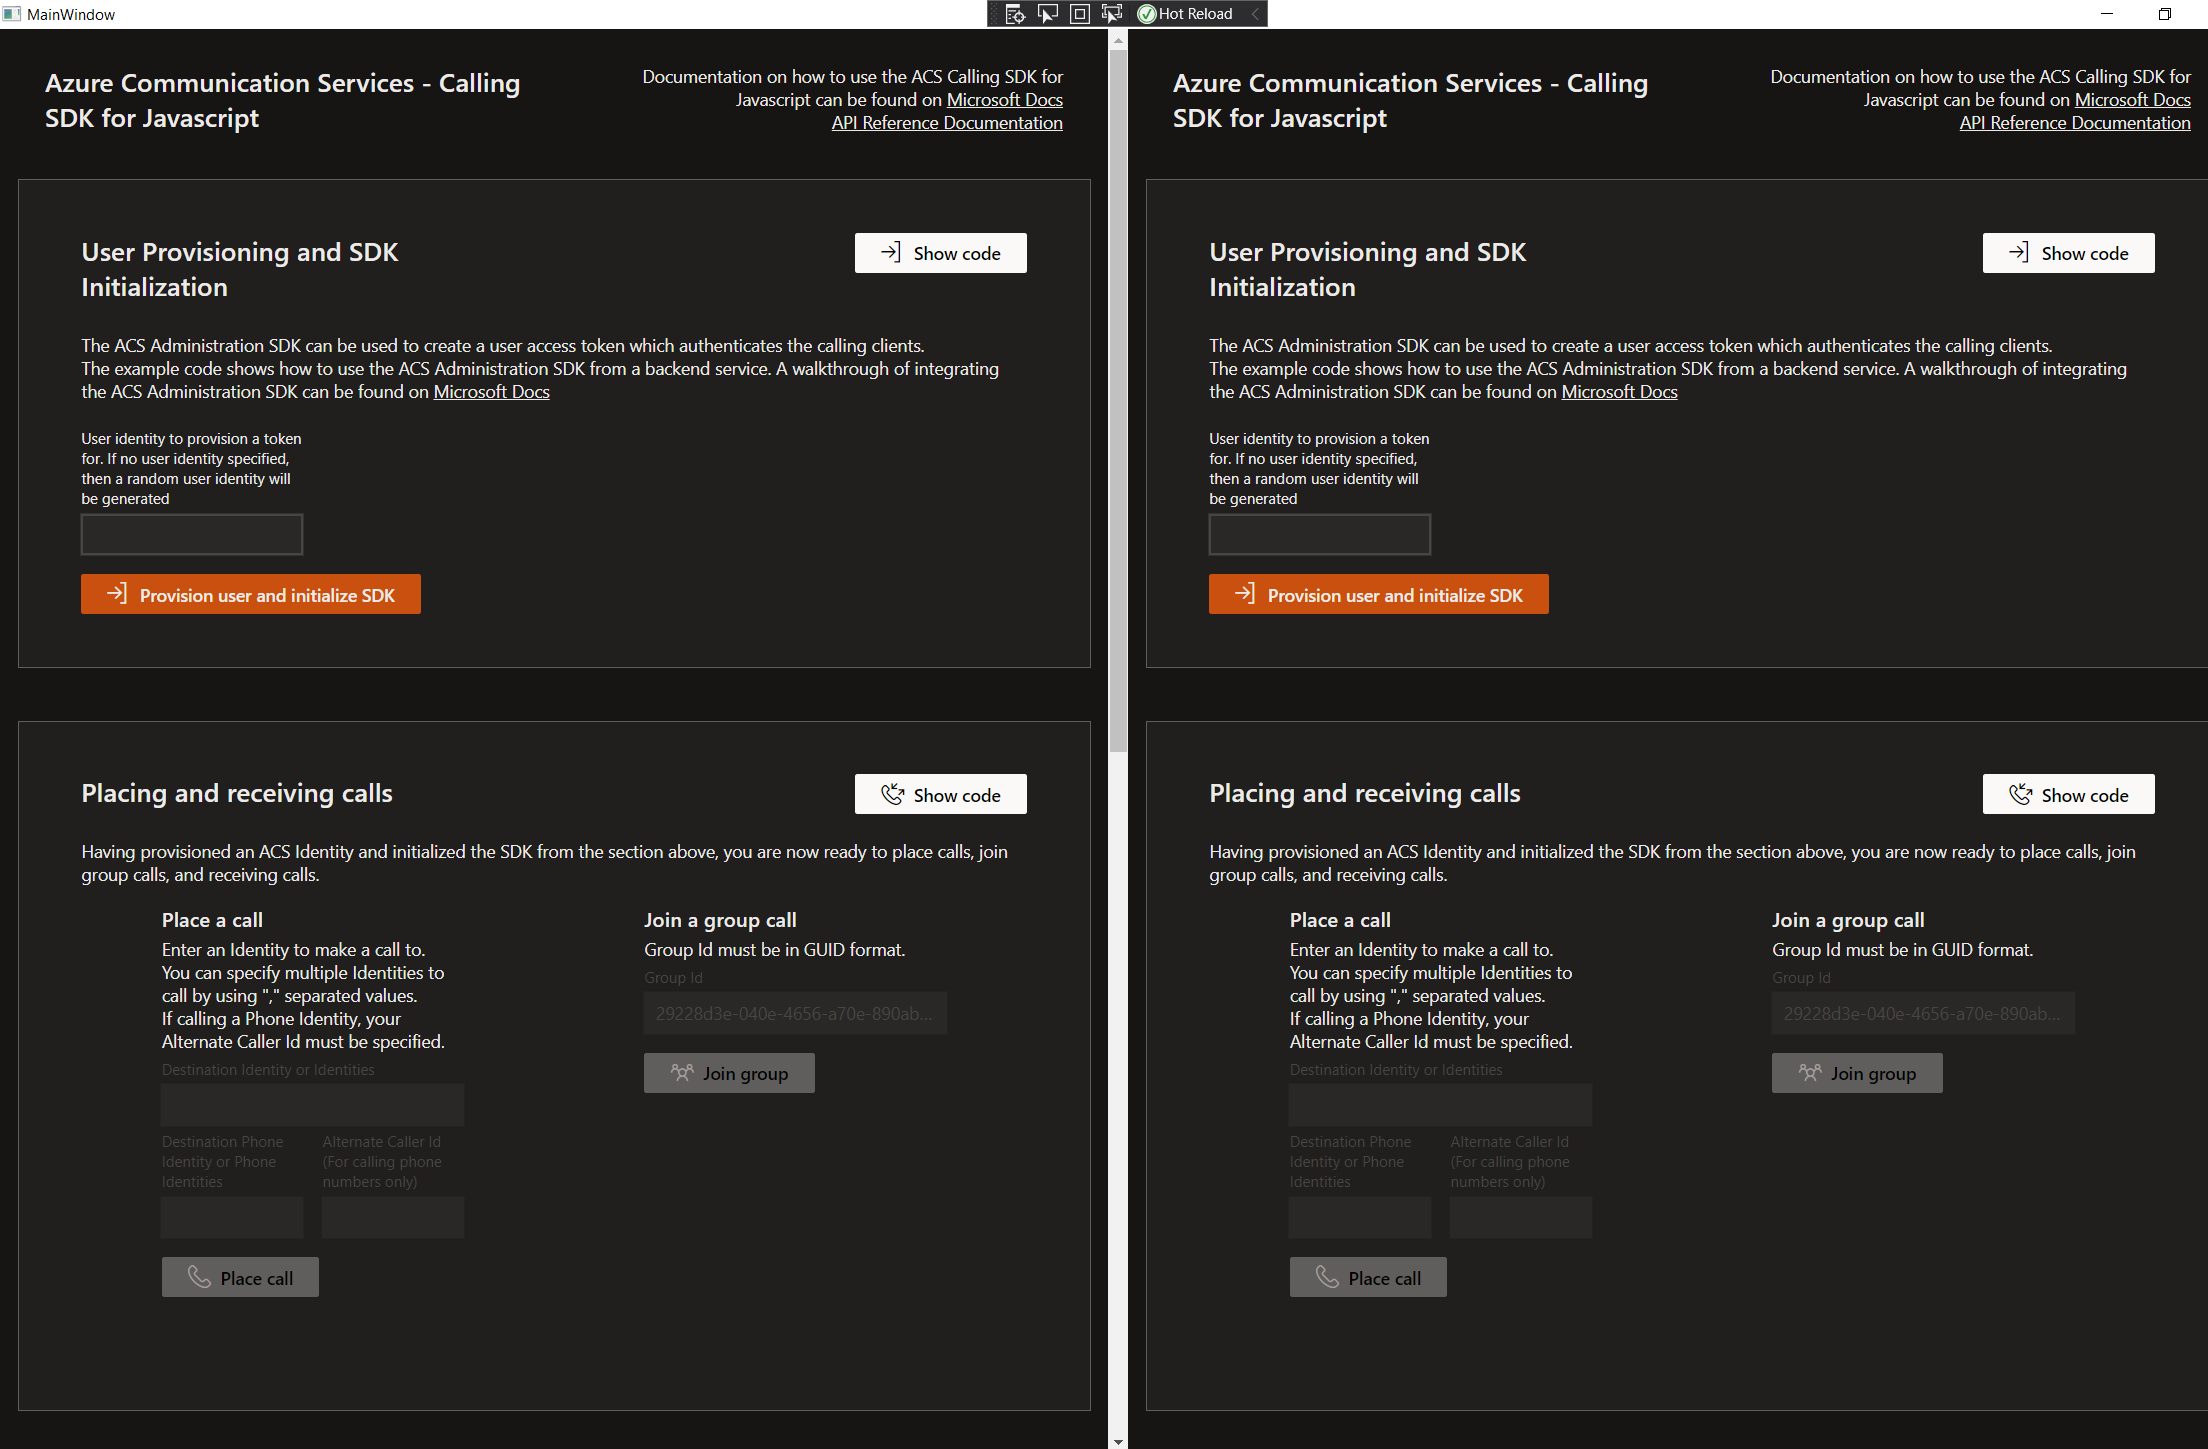 MainWindow
Hot Reload
Azure Communication Services - Calling
SDK for Javascript
Documentation on how to use the ACS Calling SDK for
Javascript can be found on Microsoft Docs
API Reference Documentation
User Provisioning and SDK
Initialization
Show code
The ACS Administration SDK can be used to create a user access token which authenticates the calling clients.
The example code shows how to use the ACS Administration SDK from a backend service. A walkthrough of integrating
the ACS Administration SDK can be found on Microsoft Docs
User identity to provision a token
for. If no user identity specified,
then a random user identity will
be generated
Provision user and initialize SDK
Placing and receiving calls
Show code
Having provisioned an ACS Identity and initialized the SDK from the section above, you are now ready to place calls, join
group calls, and receiving calls.
Place a call
Enter an Identity to make a call to.
You can specify multiple Identities to
call by using "," separated values.
If calling a Phone Identity, your
Alternate Caller Id must be specified.
Destination Identity or Identities
Destination Phone
Identity or Phone
Identities
Alternate Caller Id
(For calling phone
numbers only)
Place call
Join a group call
Group Id must be in GUID format.
Group Id
29228d3e-040e-4656-a70e-890ab...
Join group
Azure Communication Services - Calling
SDK for Javascript
Documentation on how to use the ACS Calling SDK for
Javascript can be found on Microsoft Docs
API Reference Documentation
User Provisioning and SDK
Initialization
Show code
The ACS Administration SDK can be used to create a user access token which authenticates the calling clients.
The example code shows how to use the ACS Administration SDK from a backend service. A walkthrough of integrating
the ACS Administration SDK can be found on Microsoft Docs
User identity to provision a token
for. If no user identity specified,
then a random user identity will
be generated
Provision user and initialize SDK
Placing and receiving calls
Show code
Having provisioned an ACS Identity and initialized the SDK from the section above, you are now ready to place calls, join
group calls, and receiving calls.
Place a call
Enter an Identity to make a call to.
You can specify multiple Identities to
call by using "," separated values.
If calling a Phone Identity, your
Alternate Caller Id must be specified.
Destination Identity or Identities
Destination Phone
Identity or Phone
Identities
Alternate Caller Id
(For calling phone
numbers only)
Place call
Join a group call
Group Id must be in GUID format.
Group Id
29228d3e-040e-4656-a70e-890ab...
Join group